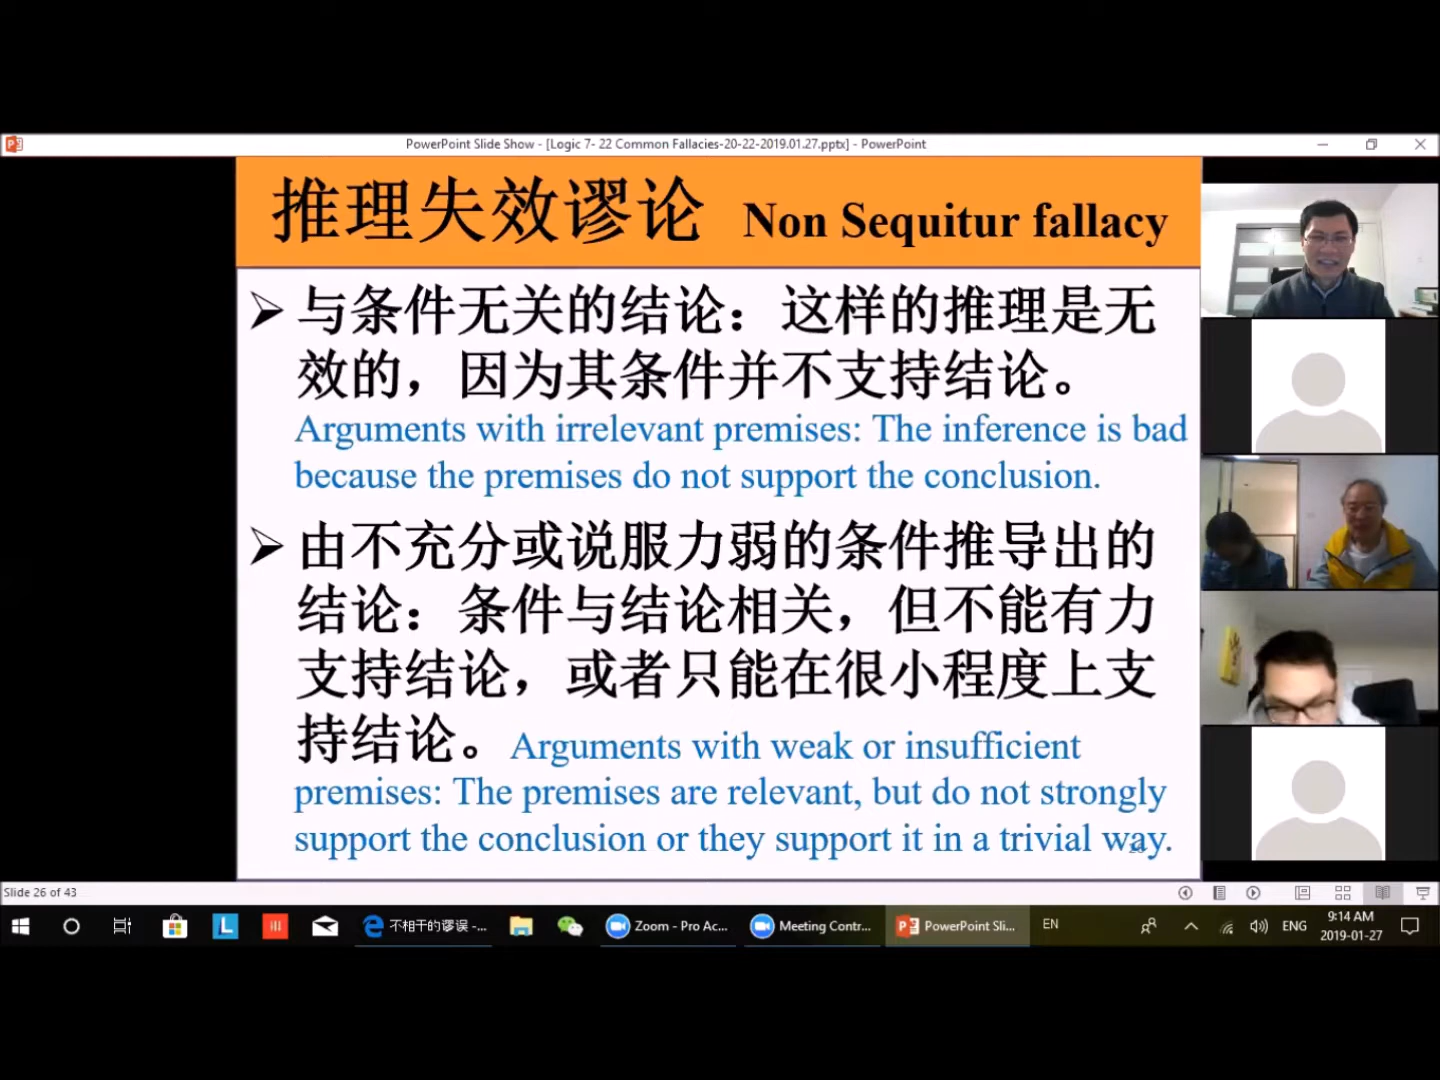 PowerPoint Slide Show - [Logic 7- 22 Common Fallacies-20-22-2019.01.27.pptx] - PowerPoint
推理失效谬论 Non Sequitur fallacy
与条件无关的结论：这样的推理是无
效的，因为其条件并不支持结论。
Arguments with irrelevant premises: The inference is bad
because the premises do not support the conclusion.
由不充分或说服力弱的条件推导出的
结论：条件与结论相关，但不能有力
支持结论，或者只能在很小程度上支
持结论。Arguments with weak or insufficient
premises: The premises are relevant, but do not strongly
support the conclusion or they support it in a trivial way.
Slide 26 of 43
不相干的谬误 -...
Zoom - Pro Ac...
Meeting Contr...
PowerPoint Sli...
EN
ENG
9:14 AM
2019-01-27